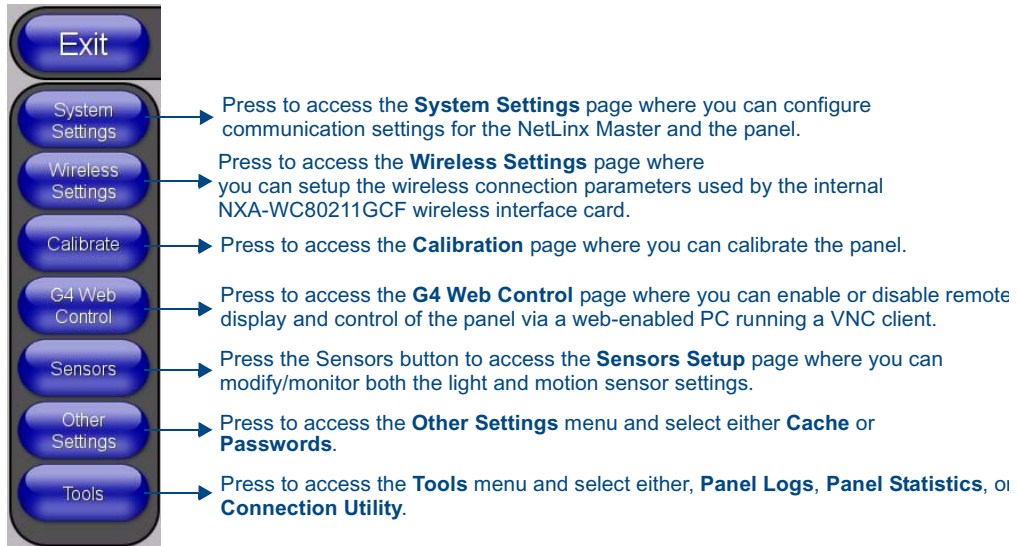 Exit
System
Settings
Press to access the System Settings page where you can configure
communication settings for the NetLinx Master and the panel.
Wireless
Settings
Press to access the Wireless Settings page where
you can setup the wireless connection parameters used by the internal
NXA-WC80211GCF wireless interface card.
Calibrate
Press to access the Calibration page where you can calibrate the panel.
G4 Web
Control
Press to access the G4 Web Control page where you can enable or disable remote
display and control of the panel via a web-enabled PC running a VNC client.
Sensors
Press the Sensors button to access the Sensors Setup page where you can
modify/monitor both the light and motion sensor settings.
Other
Settings
Press to access the Other Settings menu and select either Cache or
Passwords.
Tools
Press to access the Tools menu and select either, Panel Logs, Panel Statistics, or
Connection Utility.